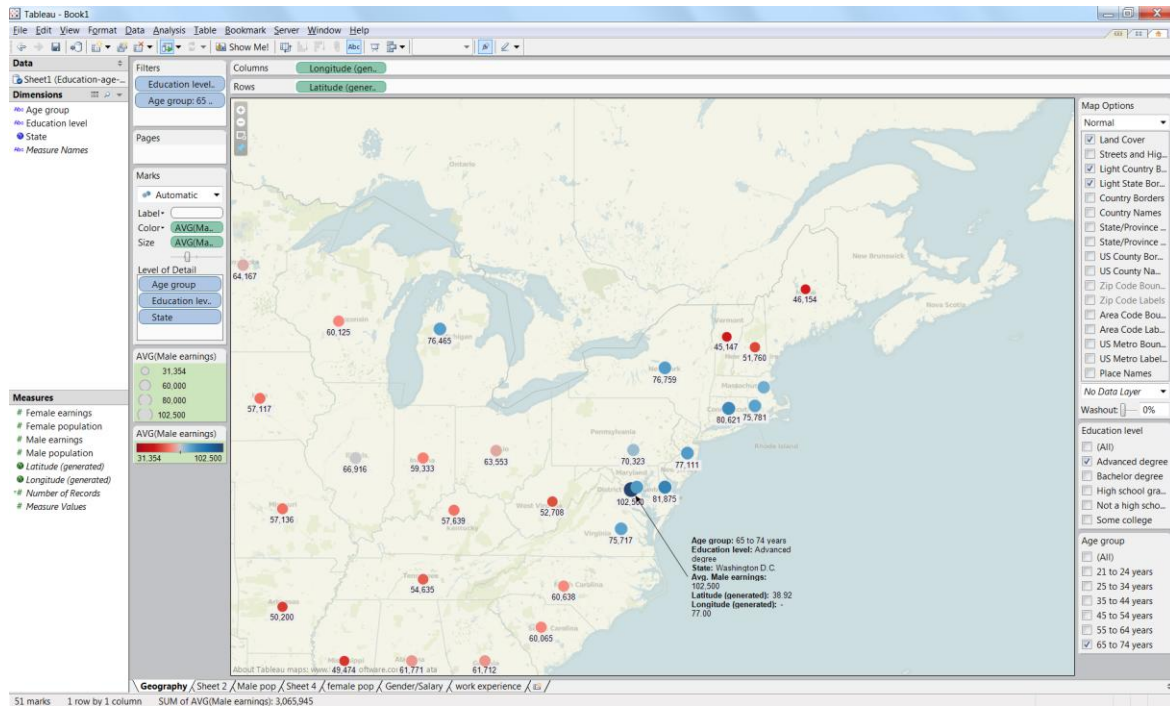 Tableau - Book1
File Edit View Format Data Analysis Table Bookmark Server Window Help
Show Me!
Abc
Data
Sheet1 (Education-age-...
Dimensions
Abc Age group
Abc Education level
State
Abc Measure Names
Measures
# Female earnings
# Female population
# Male earnings
# Male population
Latitude (generated)
Longitude (generated)
# Number of Records
# Measure Values
Filters
Education level..
Age group: 65 ..
Pages
Marks
Automatic
Label
Color AVG(Ma..
Size AVG(Ma..
Level of Detail
Age group
Education lev..
State
AVG(Male earnings)
31,354
60,000
80,000
102,500
AVG(Male earnings)
31,354 102,500
Columns Longitude (gen..
Rows Latitude (gener..
Ontario
New Brunswick
Nova Scotia
64,167
46,154
60,125
76,465
Vermont
45,147
51,760
76,759
57,117
80,621
75,781
Rhode Island
Pennsylvania
66,916
59,333
63,553
70,323
77,111
Maryland
102,500
81,875
57,136
57,639
West Virginia
52,708
Virginia
75,717
54,635
60,638
50,200
60,065
49,474
61,771
61,712
About Tableau maps: www.
Age group: 65 to 74 years
Education level: Advanced
degree
State: Washington D.C.
Avg. Male earnings:
102,500
Latitude (generated): 38.92
Longitude (generated): -
77.00
Map Options
Normal
Land Cover
Streets and Hig...
Light Country B...
Light State Bor...
Country Borders
Country Names
State/Province ...
State/Province ...
US County Bor...
US County Na...
Zip Code Boun...
Zip Code Labels
Area Code Bou...
Area Code Lab...
US Metro Boun...
US Metro Label...
Place Names
No Data Layer
Washout: 0%
Education level
(All)
Advanced degree
Bachelor degree
High school gra...
Not a high scho...
Some college
Age group
(All)
21 to 24 years
25 to 34 years
35 to 44 years
45 to 54 years
55 to 64 years
65 to 74 years
Geography Sheet 2 Male pop Sheet 4 female pop Gender/Salary work experience
51 marks 1 row by 1 column SUM of AVG(Male earnings): 3,065,945